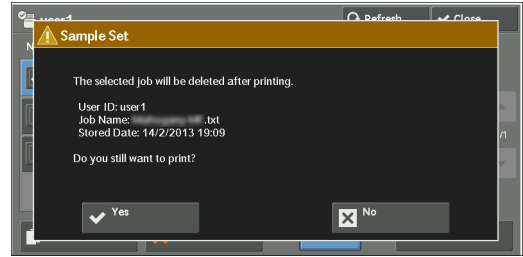 user1
Refresh
Close
Sample Set
The selected job will be deleted after printing.
User ID: user1
Job Name: .txt
Stored Date: 14/2/2013 19:09
Do you still want to print?
Yes
No